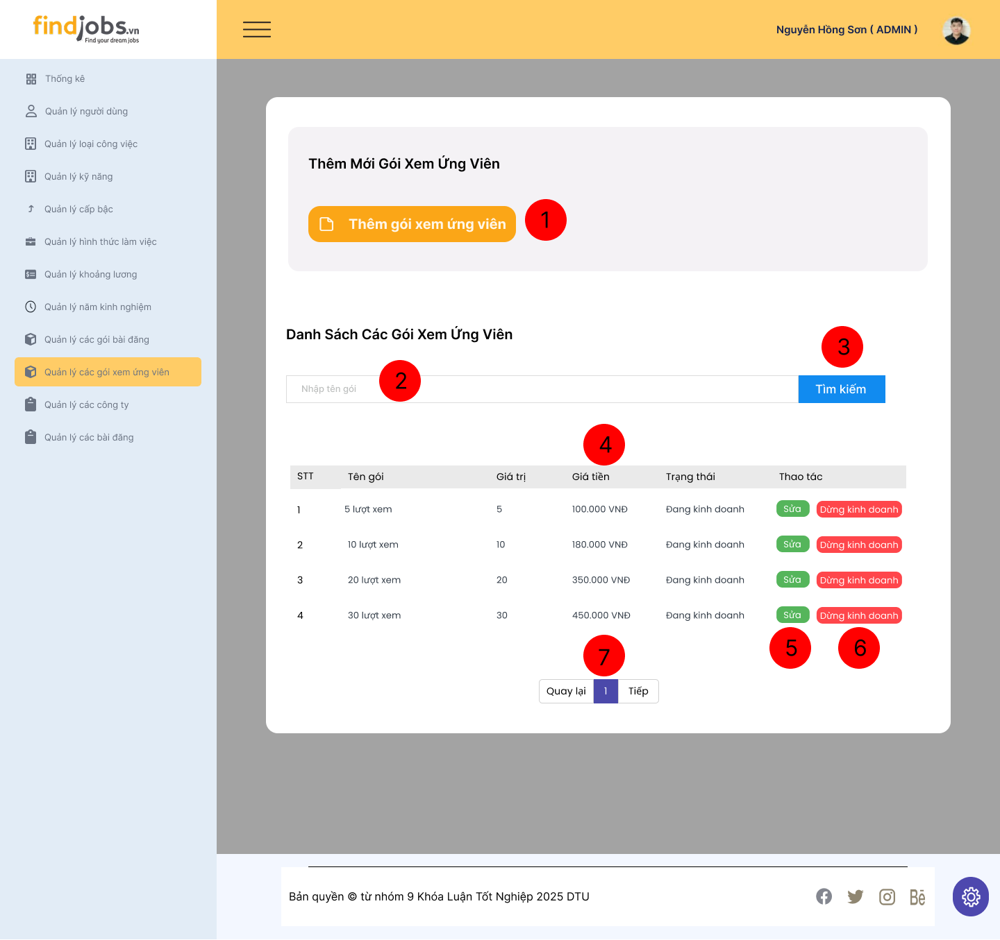 findjobs.vn
Find your dream jobs
Nguyễn Hồng Sơn ( ADMIN )
Thống kê
Quản lý người dùng
Quản lý loại công việc
Quản lý kỹ năng
Quản lý cấp bậc
Quản lý hình thức làm việc
Quản lý khoảng lương
Quản lý năm kinh nghiệm
Quản lý các gói bài đăng
Quản lý các gói xem ứng viên
Quản lý các công ty
Quản lý các bài đăng
Thêm Mới Gói Xem Ứng Viên
Thêm gói xem ứng viên
1
Danh Sách Các Gói Xem Ứng Viên
3
2
Nhập tên gói
Tìm kiếm
4
STT Tên gói Giá trị Giá tiền Trạng thái Thao tác
1 5 lượt xem 5 100.000 VNĐ Đang kinh doanh Sửa Dừng kinh doanh
2 10 lượt xem 10 180.000 VNĐ Đang kinh doanh Sửa Dừng kinh doanh
3 20 lượt xem 20 350.000 VNĐ Đang kinh doanh Sửa Dừng kinh doanh
4 30 lượt xem 30 450.000 VNĐ Đang kinh doanh Sửa Dừng kinh doanh
5 6
7
Quay lại 1 Tiếp
Bản quyền © từ nhóm 9 Khóa Luận Tốt Nghiệp 2025 DTU